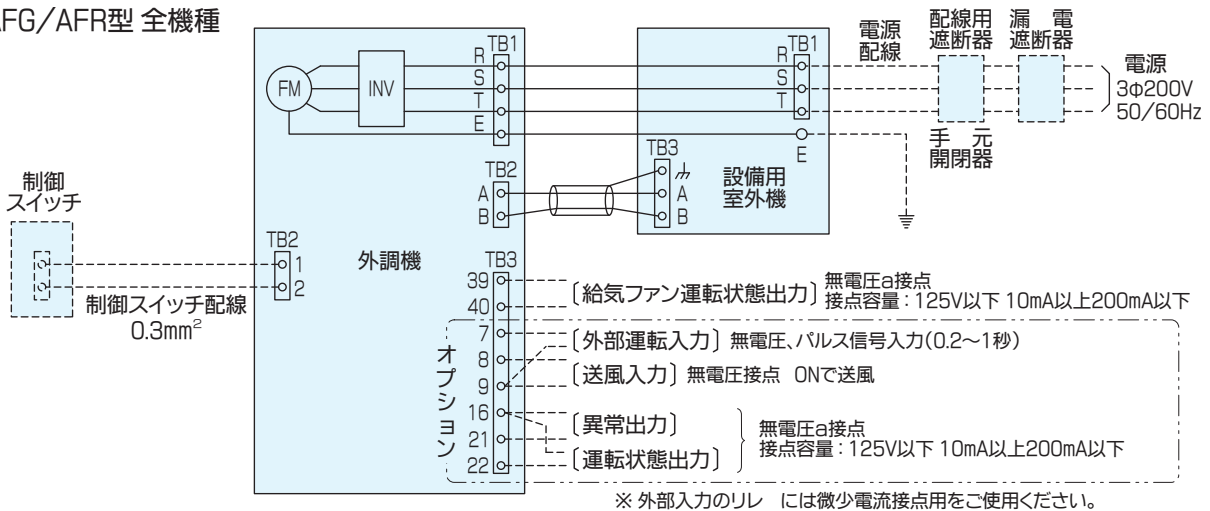 AFG/AFR型 全機種
TB1
R
S
T
E
FM
INV
TB1
R
S
T
E
電源
配線
配線用
遮断器
漏 電
遮断器
手 元
開閉器
電源
3φ200V
50/60Hz
TB2
A
B
TB3
A
B
設備用
室外機
制御
スイッチ
TB2
1
2
制御スイッチ配線
0.3mm²
外調機
TB3
39
40
〔給気ファン運転状態出力〕
無電圧a接点
接点容量：125V以下 10mA以上200mA以下
オプション
7
8
9
16
21
22
〔外部運転入力〕 無電圧、パルス信号入力(0.2〜1秒)
〔送風入力〕 無電圧接点 ONで送風
〔異常出力〕
〔運転状態出力〕
無電圧a接点
接点容量：125V以下 10mA以上200mA以下
※ 外部入力のリレ には微少電流接点用をご使用ください。